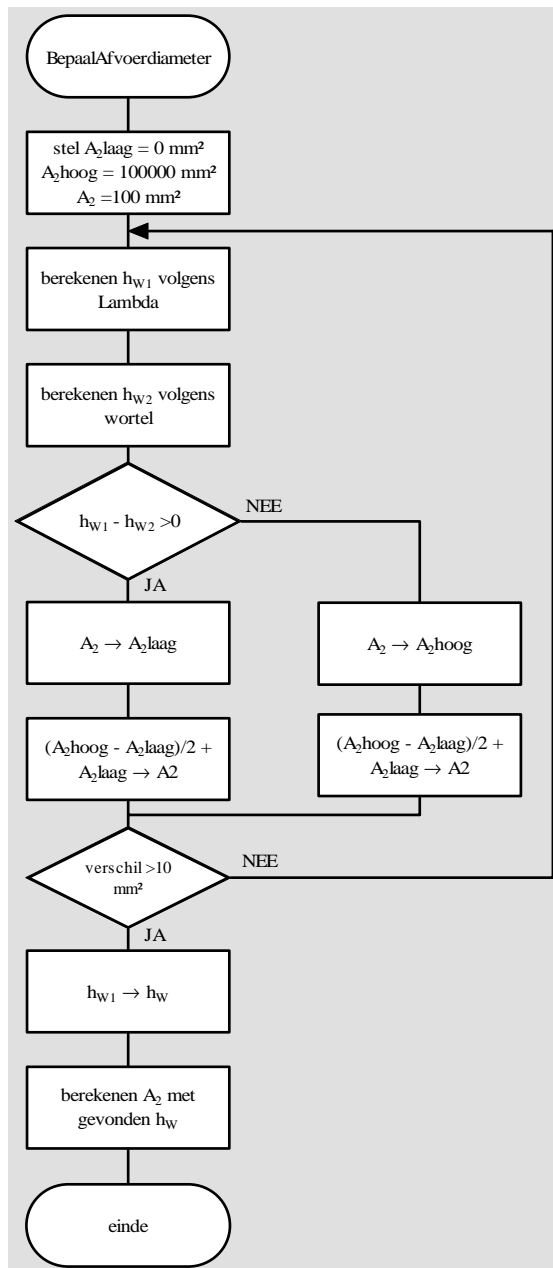 BepaalAfvoerdiameter
stel A₂laag = 0 mm²
A₂hoog = 100000 mm²
A₂ =100 mm²
berekenen h_W1 volgens
Lambda
berekenen h_W2 volgens
wortel
h_W1 - h_W2 >0
NEE
JA
A₂ → A₂laag
A₂ → A₂hoog
(A₂hoog - A₂laag)/2 +
A₂laag → A2
(A₂hoog - A₂laag)/2 +
A₂laag → A2
verschil >10
mm²
NEE
JA
h_W1 → h_W
berekenen A₂ met
gevonden h_W
einde